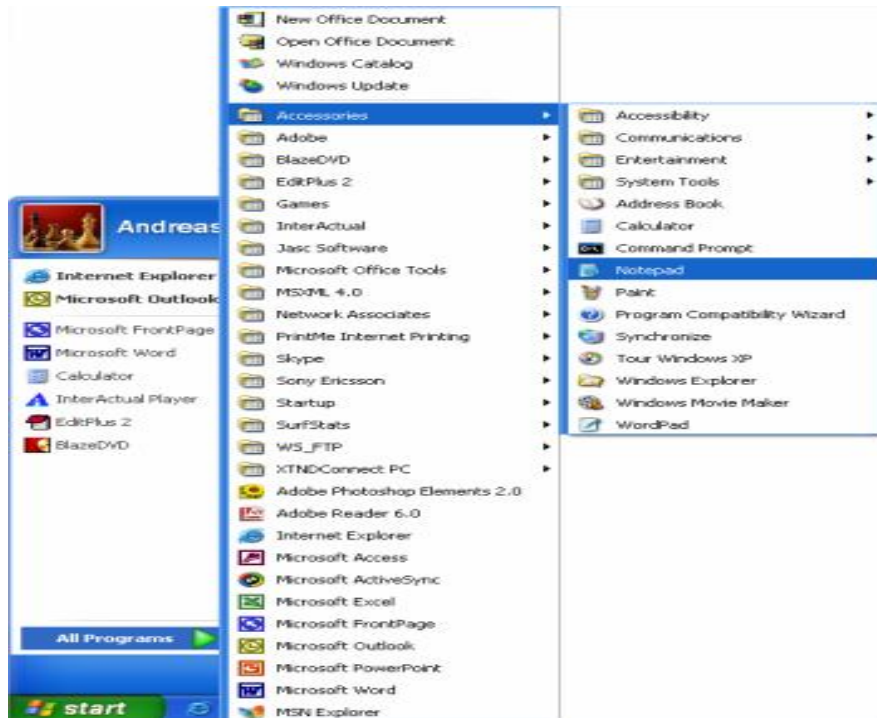 New Office Document
Open Office Document
Windows Catalog
Windows Update
Accessories
Adobe
BlazeDVD
EditPlus 2
Games
InterActual
Jasc Software
Microsoft Office Tools
MSXML 4.0
Network Associates
PrintMe Internet Printing
Skype
Sony Ericsson
Startup
SurfStats
WS_FTP
XTNDConnect PC
Adobe Photoshop Elements 2.0
Adobe Reader 6.0
Internet Explorer
Microsoft Access
Microsoft ActiveSync
Microsoft Excel
Microsoft FrontPage
Microsoft Outlook
Microsoft PowerPoint
Microsoft Word
MSN Explorer
Accessibility
Communications
Entertainment
System Tools
Address Book
Calculator
Command Prompt
Notepad
Paint
Program Compatibility Wizard
Synchronize
Tour Windows XP
Windows Explorer
Windows Movie Maker
WordPad
Andreas
Internet Explorer
Microsoft Outlook
Microsoft FrontPage
Microsoft Word
Calculator
InterActual Player
EditPlus 2
BlazeDVD
All Programs
start